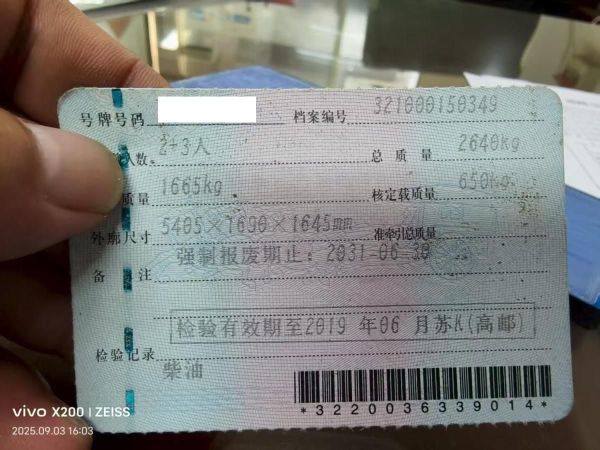 号牌号码 档案编号 321000150349
人数 2+3人 总质量 2640kg
质量 1665kg 核定载质量 650kg
外廓尺寸 5405×1690×1645mm 准牵引总质量
强制报废期止：2031-06-30
备注
检验有效期至2019 年06 月苏K(高邮)
检验记录
柴油
*3220036339014*
vivo X200 | ZEISS
2025.09.03 16:03